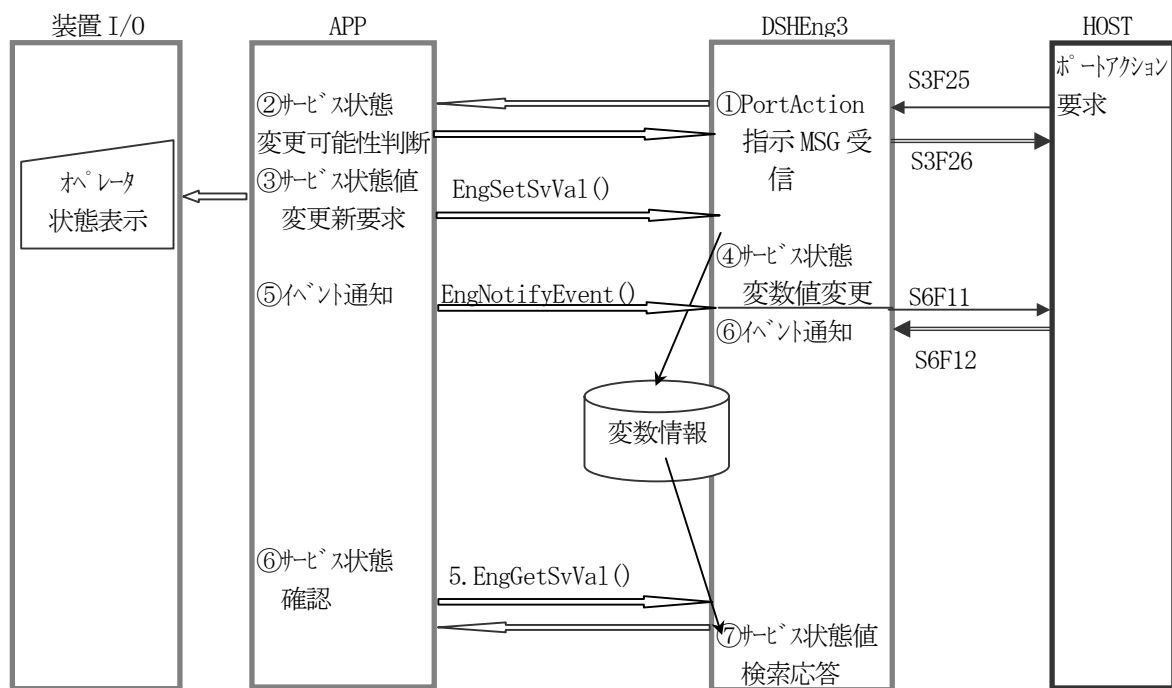 装置 I/O
APP
DSHEng3
HOST
ﾎﾟｰﾄｱｸｼｮﾝ
要求
S3F25
①PortAction
指示 MSG 受
信
S3F26
②ｻｰﾋﾞｽ状態
変更可能性判断
③ｻｰﾋﾞｽ状態値
変更新要求
EngSetSvVal()
ｵﾍﾟﾚｰﾀ
状態表示
④ｻｰﾋﾞｽ状態
変数値変更
⑤ｲﾍﾞﾝﾄ通知
EngNotifyEvent()
S6F11
⑥ｲﾍﾞﾝﾄ通知
S6F12
変数情報
⑥ｻｰﾋﾞｽ状態
確認
5.EngGetSvVal()
⑦ｻｰﾋﾞｽ状態値
検索応答